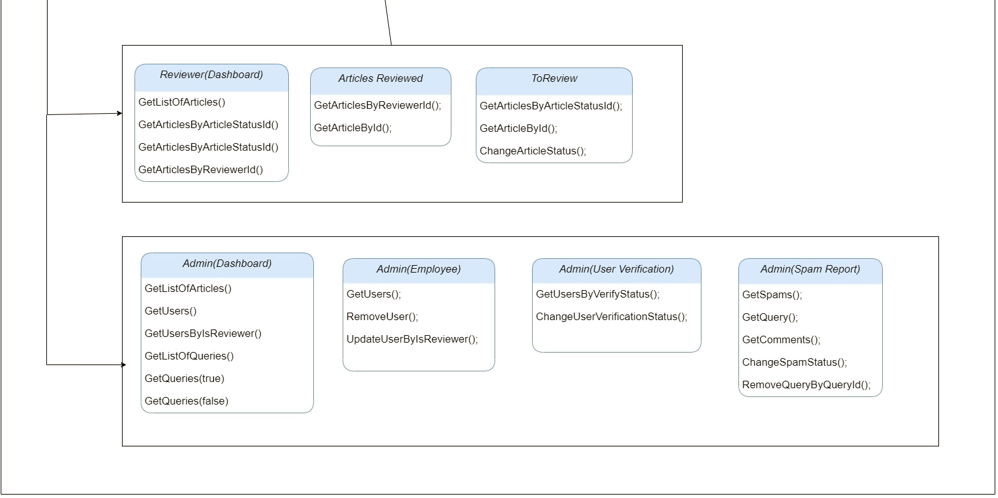 Reviewer(Dashboard)
GetListOfArticles()
GetArticlesByArticleStatusId()
GetArticlesByArticleStatusId()
GetArticlesByReviewerId()
Articles Reviewed
GetArticlesByReviewerId();
GetArticleById();
ToReview
GetArticlesByArticleStatusId();
GetArticleById();
ChangeArticleStatus();
Admin(Dashboard)
GetListOfArticles()
GetUsers()
GetUsersByIsReviewer()
GetListOfQueries()
GetQueries(true)
GetQueries(false)
Admin(Employee)
GetUsers();
RemoveUser();
UpdateUserByIsReviewer();
Admin(User Verification)
GetUsersByVerifyStatus();
ChangeUserVerificationStatus();
Admin(Spam Report)
GetSpams();
GetQuery();
GetComments();
ChangeSpamStatus();
RemoveQueryByQueryId();